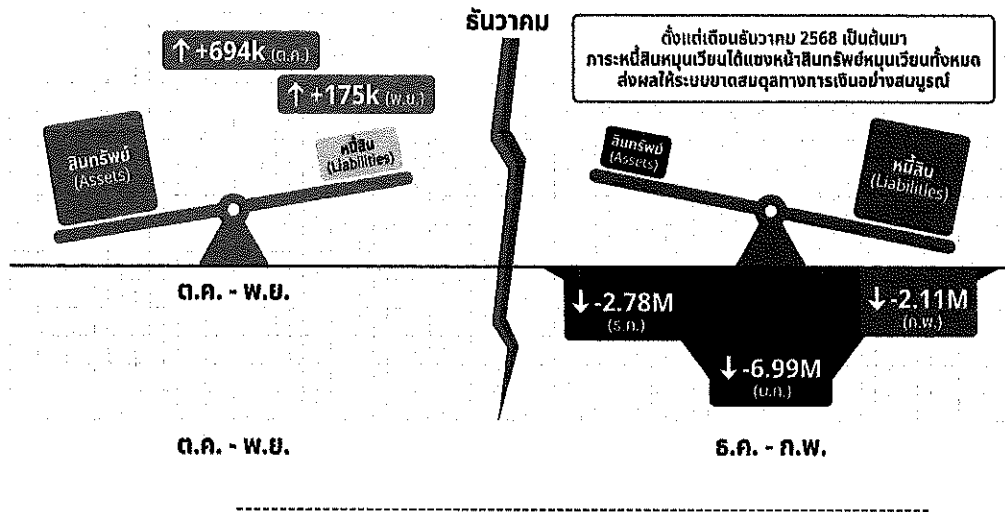 ธันวาคม
↑ +694k (ต.ค.)
↑ +175k (พ.ย.)
ตั้งแต่เดือนธันวาคม 2568 เป็นต้นมา
ภาระหนี้สินหมุนเวียนได้แซงหน้าสินทรัพย์หมุนเวียนทั้งหมด
ส่งผลให้ระบบขาดสมดุลทางการเงินอย่างสมบูรณ์
สินทรัพย์
(Assets)
หนี้สิน
(Liabilities)
สินทรัพย์
(Assets)
หนี้สิน
(Liabilities)
ต.ค. - พ.ย.
↓ -2.78M
(ธ.ค.)
↓ -6.99M
(ม.ค.)
↓ -2.11M
(ก.พ.)
ต.ค. - พ.ย.
ธ.ค. - ก.พ.